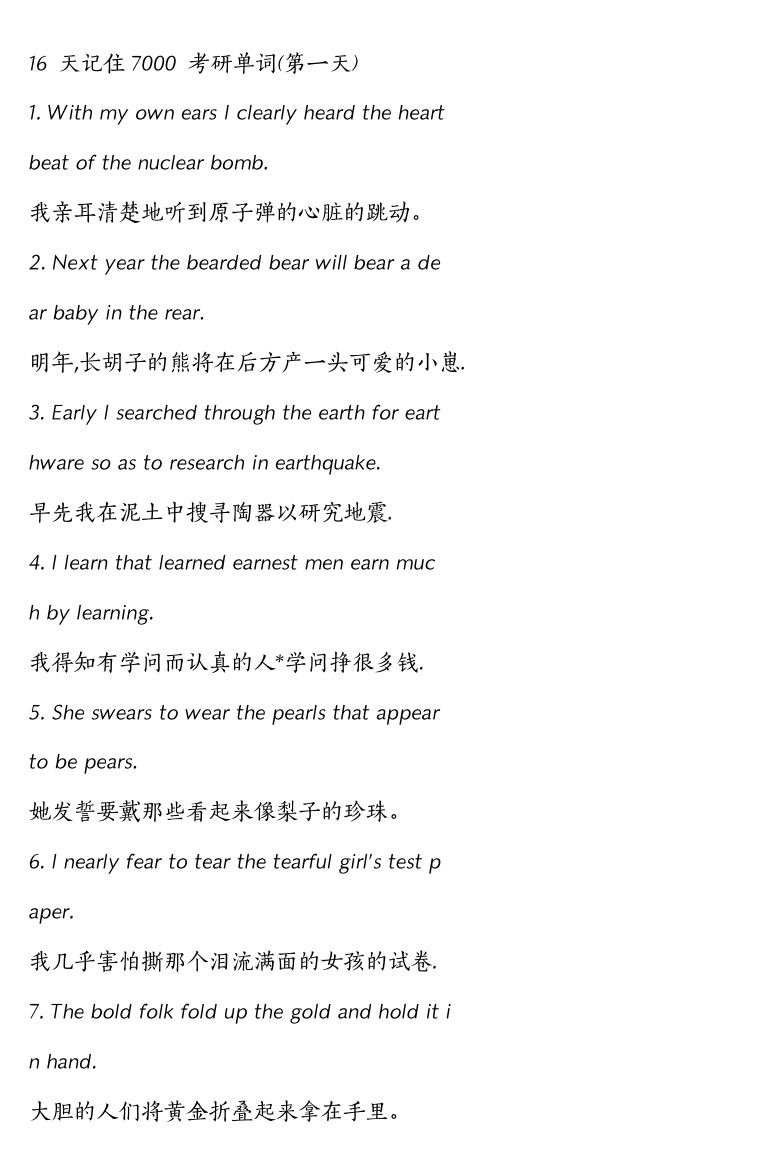 16 天记住 7000 考研单词(第一天)
1. With my own ears I clearly heard the heart
beat of the nuclear bomb.
我亲耳清楚地听到原子弹的心脏的跳动。
2. Next year the bearded bear will bear a de
ar baby in the rear.
明年,长胡子的熊将在后方产一头可爱的小崽.
3. Early I searched through the earth for eart
hware so as to research in earthquake.
早先我在泥土中搜寻陶器以研究地震.
4. I learn that learned earnest men earn muc
h by learning.
我得知有学问而认真的人*学问挣很多钱.
5. She swears to wear the pearls that appear
to be pears.
她发誓要戴那些看起来像梨子的珍珠。
6. I nearly fear to tear the tearful girl's test p
aper.
我几乎害怕撕那个泪流满面的女孩的试卷.
7. The bold folk fold up the gold and hold it i
n hand.
大胆的人们将黄金折叠起来拿在手里。